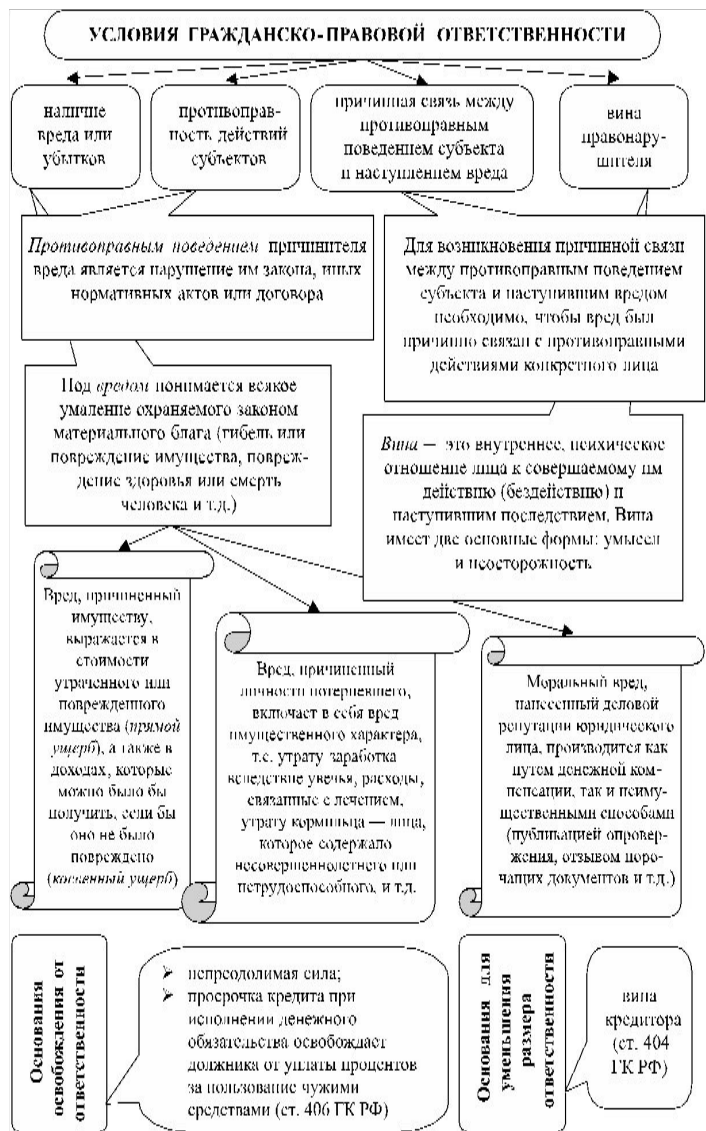 УСЛОВИЯ ГРАЖДАНСКО-ПРАВОВОЙ ОТВЕТСТВЕННОСТИ
наличие
вреда или
убытков
противоправ-
ность действий
субъектов
причинная связь между
противоправным
поведением субъекта
и наступлением вреда
вина
правонару-
шителя
Противоправным поведением причинителя
вреда является нарушение им закона, иных
нормативных актов или договора
Для возникновения причинной связи
между противоправным поведением
субъекта и наступившим вредом
необходимо, чтобы вред был
причинно связан с противоправными
действиями конкретного лица
Под вредом понимается всякое
умаление охраняемого законом
материального блага (гибель или
повреждение имущества, повреж-
дение здоровья или смерть
человека и т.д.)
Вина — это внутреннее, психическое
отношение лица к совершаемому им
действию (бездействию) и
наступившим последствием. Вина
имеет две основные формы: умысел
и неосторожность
Вред, причиненный
имуществу,
выражается в
стоимости
утраченного или
поврежденного
имущества (прямой
ущерб), а также в
доходах, которые
можно было бы
получить, если бы
оно не было
повреждено
(косвенный ущерб)
Вред, причиненный
личности потерпевшего,
включает в себя вред
имущественного характера,
т.е. утрату заработка
вследствие увечья, расходы,
связанные с лечением,
утрату кормильца — лица,
которое содержало
несовершеннолетнего или
нетрудоспособного, и т.д.
Моральный вред,
нанесенный деловой
репутации юридического
лица, производится как
путем денежной ком-
пенсации, так и неиму-
щественными способами
(публикацией опровер-
жения, отзывом поро-
чащих документов и т.д.)
Основания
освобождения от
ответственности
непреодолимая сила;
просрочка кредита при
исполнении денежного
обязательства освобождает
должника от уплаты процентов
за пользование чужими
средствами (ст. 406 ГК РФ)
Основания для
уменьшения
размера
ответственности
вина
кредитора
(ст. 404
ГК РФ)